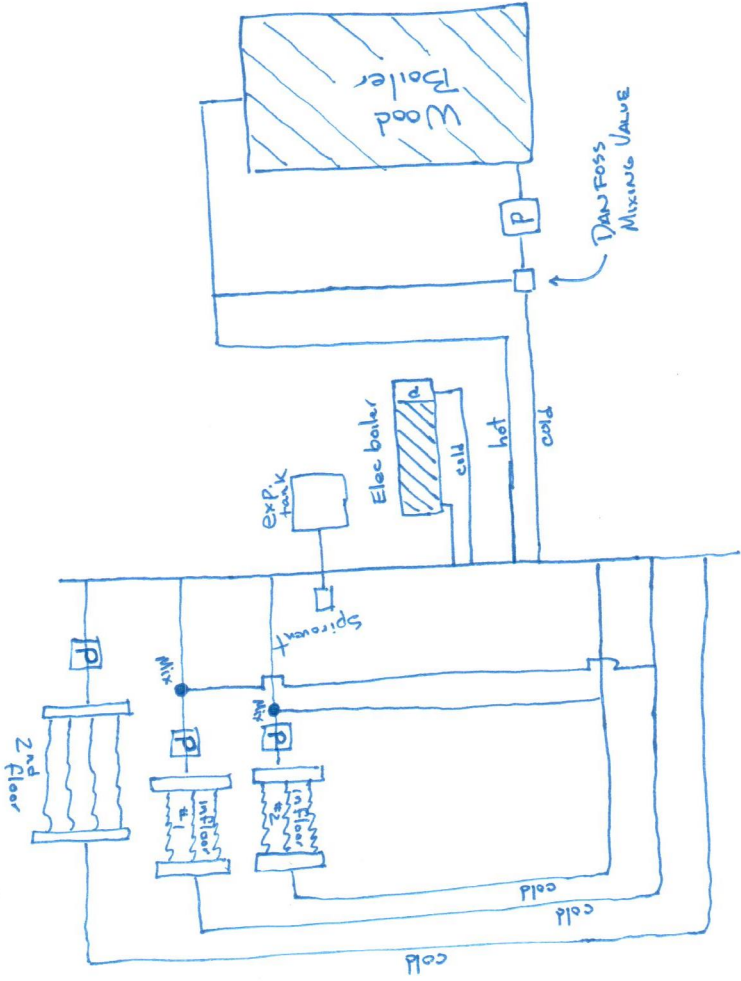 Wood
Boiler
P
DANFOSS
MIXING VALUE
Elec boiler
cold
hot
cold
exp.
tank
Spirovent
P
Mix
Mix
P
P
2nd
floor
infloor
#1
infloor
#2
cold
cold
cold